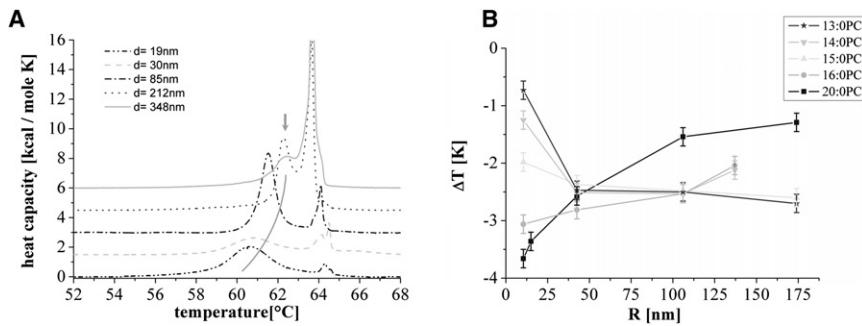 A
heat capacity [kcal / mole K]
16
14
12
10
8
6
4
2
0
d= 19nm
d= 30nm
d= 85nm
d= 212nm
d= 348nm
52
54
56
58
60
62
64
66
68
temperature[°C]
B
ΔT [K]
0
-1
-2
-3
-4
13:0PC
14:0PC
15:0PC
16:0PC
20:0PC
0
25
50
75
100
125
150
175
R [nm]